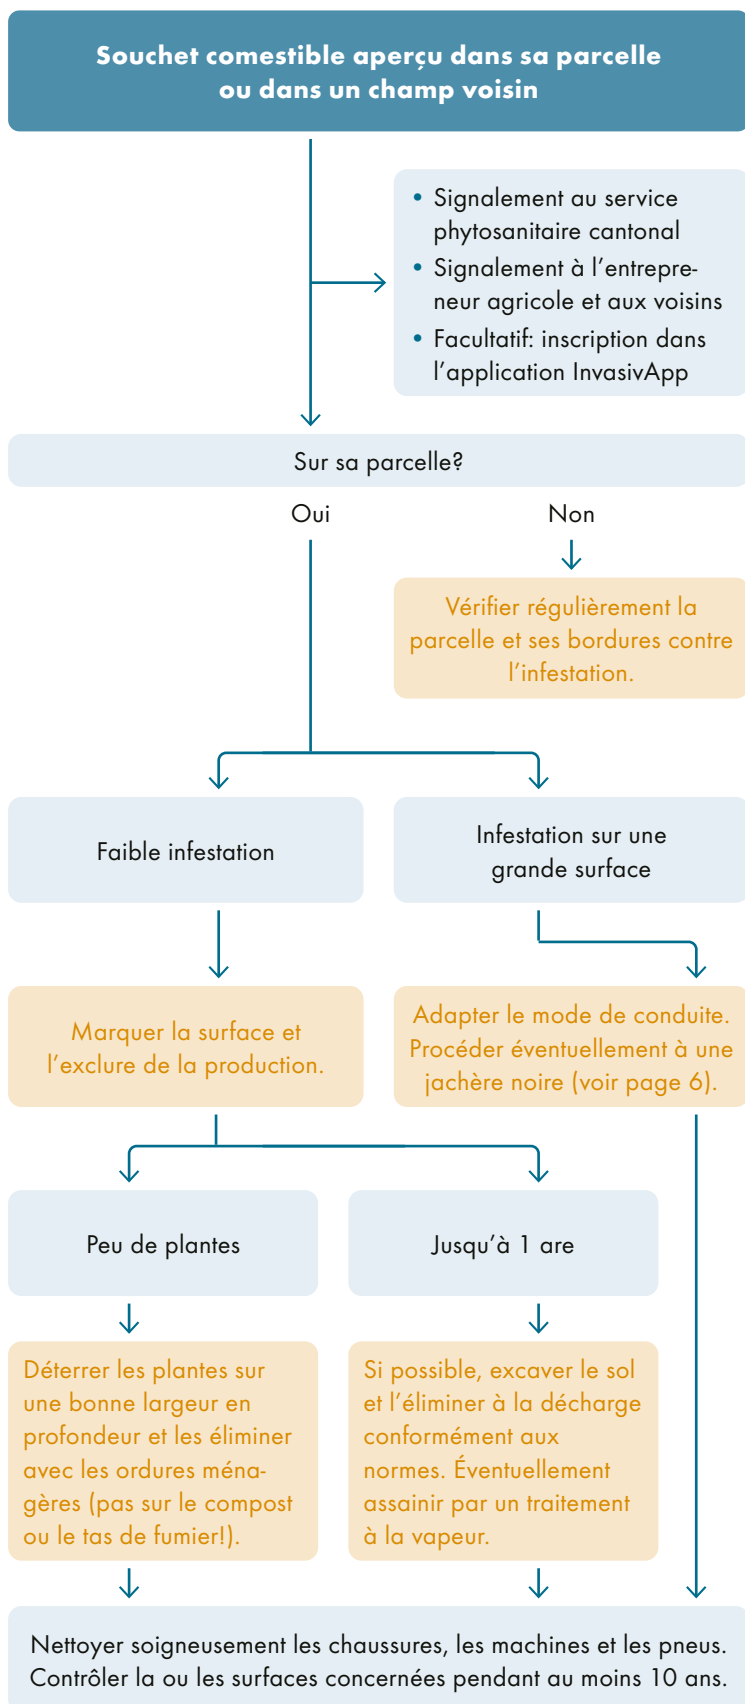 Souchet comestible aperçu dans sa parcelle
ou dans un champ voisin
• Signalement au service
phytosanitaire cantonal
• Signalement à l’entrepre-
neur agricole et aux voisins
• Facultatif: inscription dans
l’application InvasivApp
Sur sa parcelle?
Oui
Non
Vérifier régulièrement la
parcelle et ses bordures contre
l’infestation.
Faible infestation
Infestation sur une
grande surface
Marquer la surface et
l’exclure de la production.
Adapter le mode de conduite.
Procéder éventuellement à une
jachère noire (voir page 6).
Peu de plantes
Jusqu’à 1 are
Déterrer les plantes sur
une bonne largeur en
profondeur et les éliminer
avec les ordures ména-
gères (pas sur le compost
ou le tas de fumier!).
Si possible, excaver le sol
et l’éliminer à la décharge
conformément aux
normes. Éventuellement
assainir par un traitement
à la vapeur.
Nettoyer soigneusement les chaussures, les machines et les pneus.
Contrôler la ou les surfaces concernées pendant au moins 10 ans.